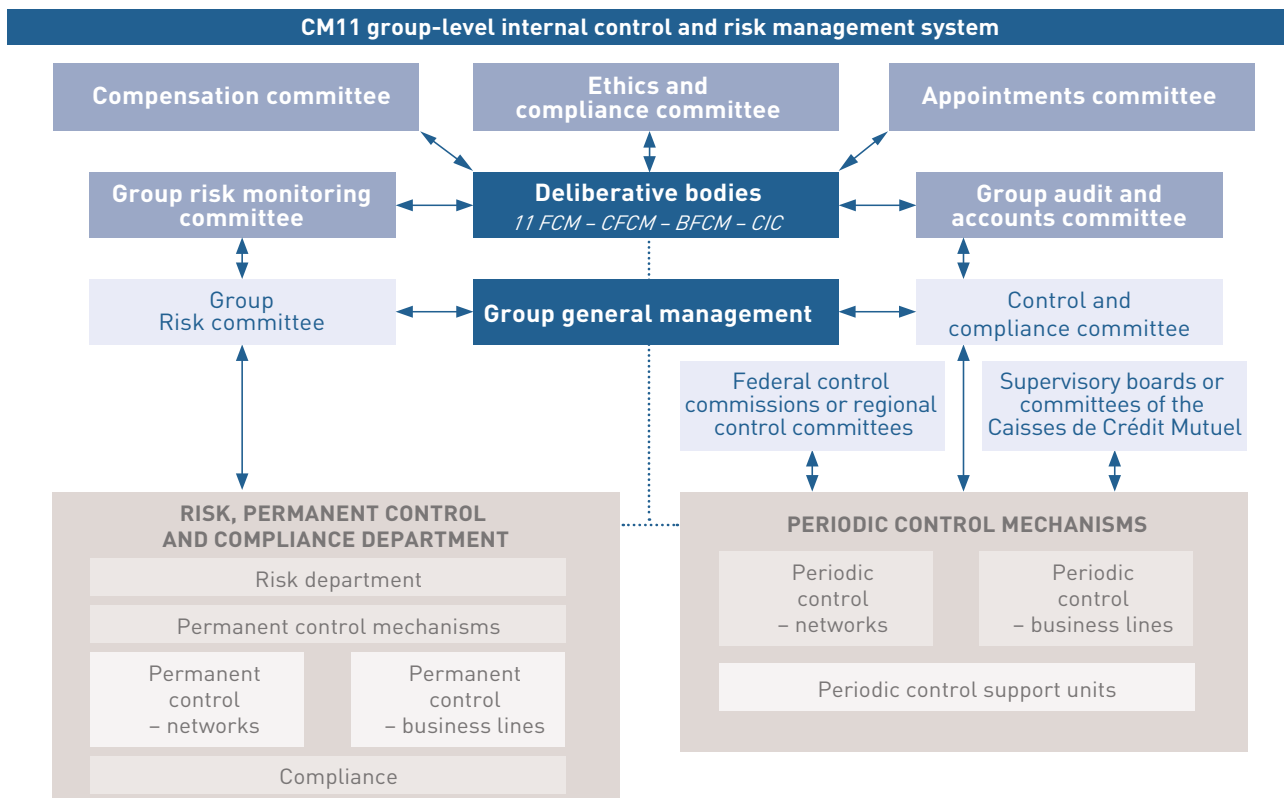 CM11 group-level internal control and risk management system
Compensation committee
Ethics and
compliance committee
Appointments committee
Group risk monitoring
committee
Deliberative bodies
11 FCM – CFCM – BFCM – CIC
Group audit and
accounts committee
Group
Risk committee
Group general management
Control and
compliance committee
Federal control
commissions or regional
control committees
Supervisory boards or
committees of the
Caisses de Crédit Mutuel
RISK, PERMANENT CONTROL
AND COMPLIANCE DEPARTMENT
Risk department
Permanent control mechanisms
Permanent
control
– networks
Permanent
control
– business lines
Compliance
PERIODIC CONTROL MECHANISMS
Periodic
control
– networks
Periodic
control
– business lines
Periodic control support units